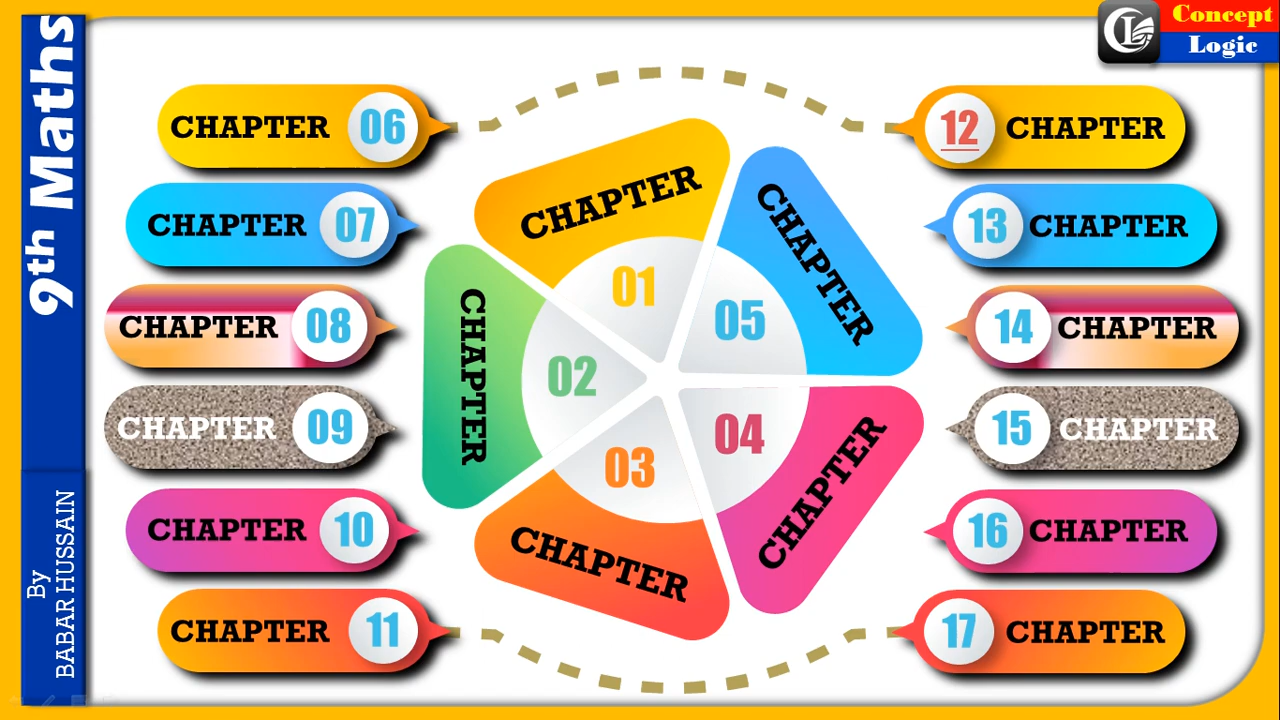 9th Maths
By
BABAR HUSSAIN
Concept
Logic
CHAPTER 06
CHAPTER 07
CHAPTER 08
CHAPTER 09
CHAPTER 10
CHAPTER 11
CHAPTER
01
CHAPTER
02
CHAPTER
03
CHAPTER
04
CHAPTER
05
12 CHAPTER
13 CHAPTER
14 CHAPTER
15 CHAPTER
16 CHAPTER
17 CHAPTER